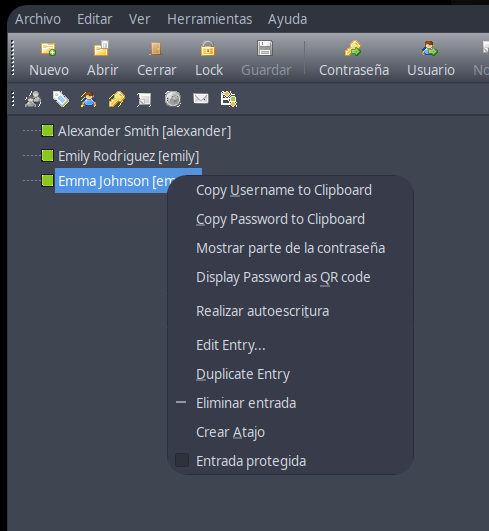 Archivo Editar Ver Herramientas Ayuda
Nuevo Abrir Cerrar Lock Guardar Contraseña Usuario
Alexander Smith [alexander]
Emily Rodriguez [emily]
Emma Johnson
Copy Username to Clipboard
Copy Password to Clipboard
Mostrar parte de la contraseña
Display Password as QR code
Realizar autoescritura
Edit Entry...
Duplicate Entry
Eliminar entrada
Crear Atajo
Entrada protegida